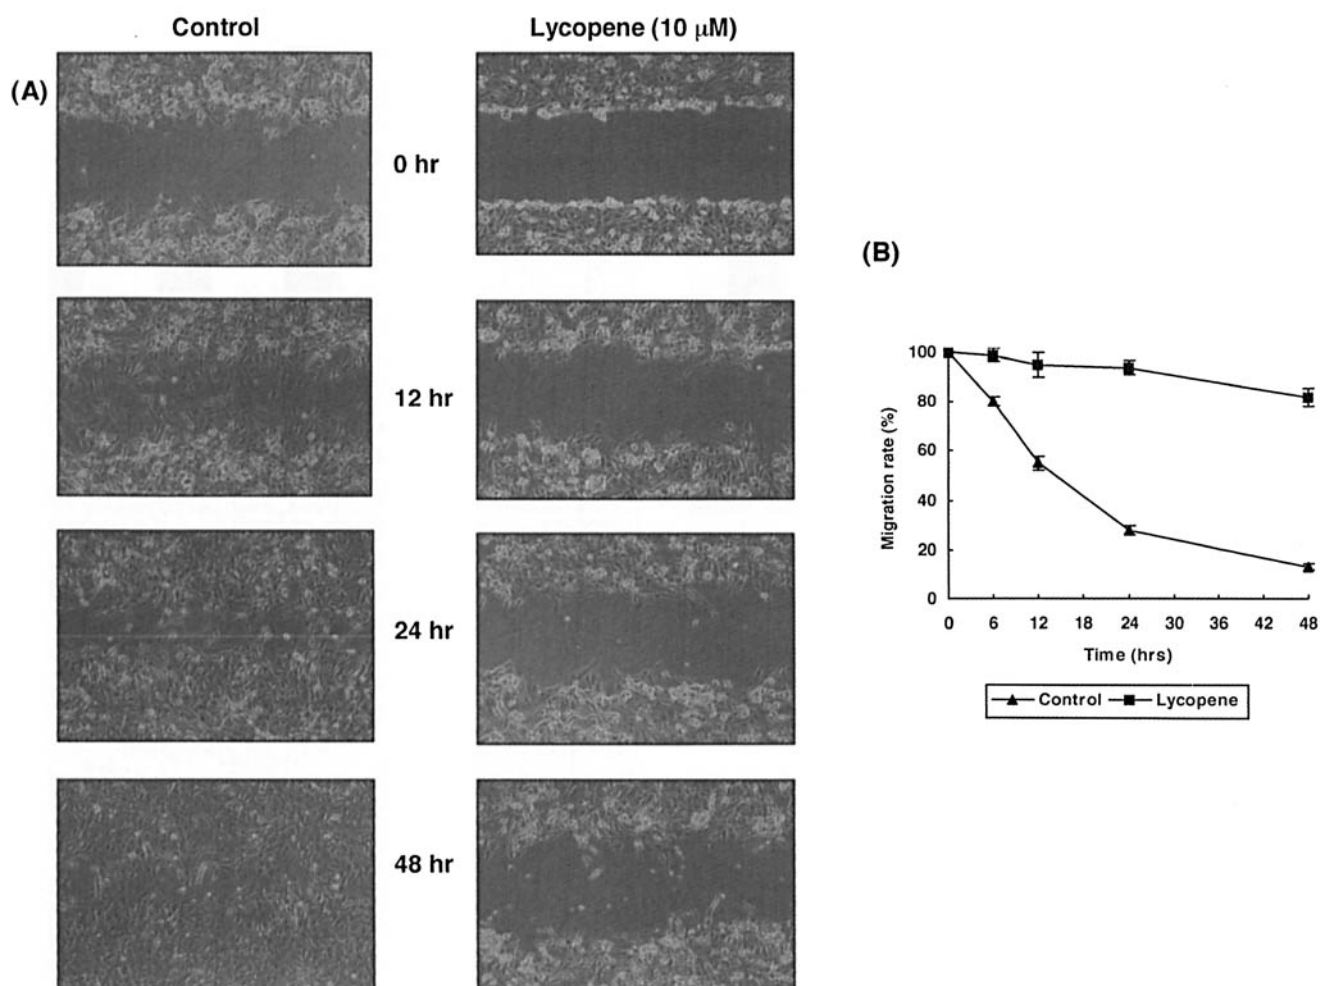 Control
Lycopene (10 μM)
(A)
0 hr
12 hr
24 hr
48 hr
(B)
Migration rate (%)
100
80
60
40
20
0
0 6 12 18 24 30 36 42 48
Time (hrs)
Control Lycopene